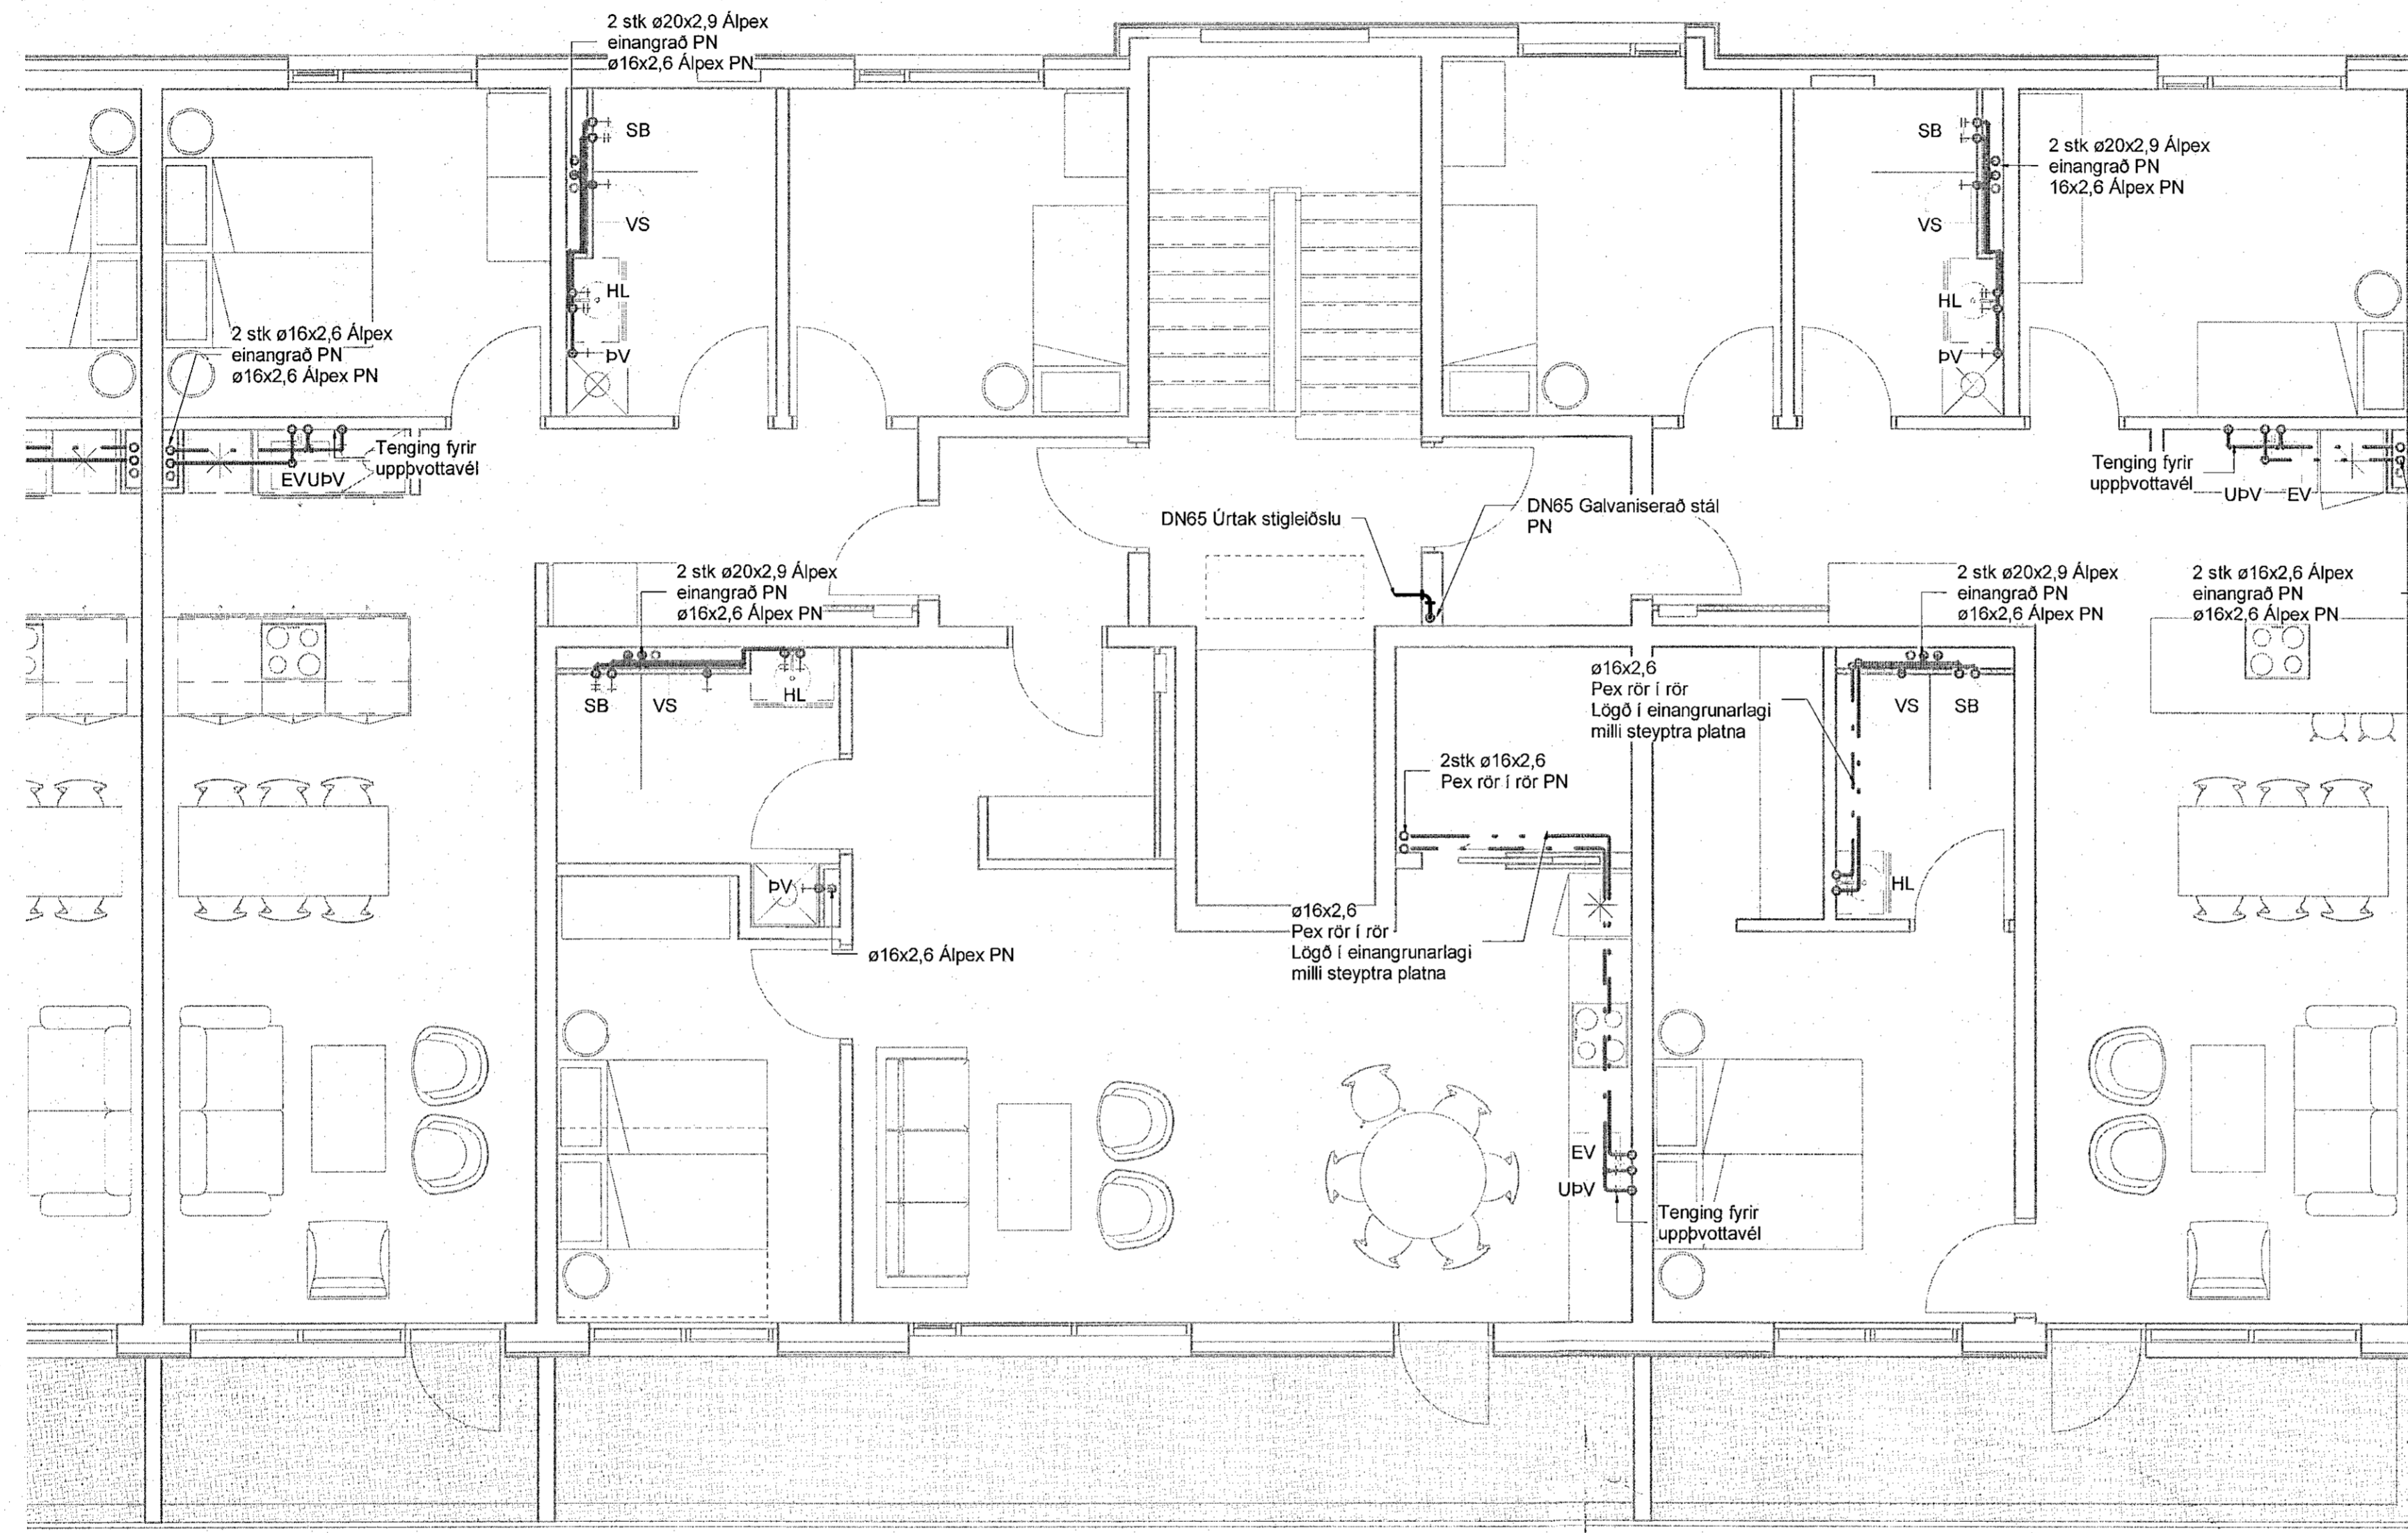 2 stk ø20x2,9 Álpex
einangrað PN
ø16x2,6 Álpex PN
SB
VS
HL
ÞV
SB
VS
HL
ÞV
2 stk ø20x2,9 Álpex
einangrað PN
16x2,6 Álpex PN
2 stk ø16x2,6 Álpex
einangrað PN
ø16x2,6 Álpex PN
Tenging fyrir
uppþvottavél
EV UÞV
DN65 Úrtak stigleiðslu
DN65 Galvaniserað stál
PN
Tenging fyrir
uppþvottavél
UÞV EV
2 stk ø20x2,9 Álpex
einangrað PN
ø16x2,6 Álpex PN
SB VS HL
2 stk ø20x2,9 Álpex
einangrað PN
ø16x2,6 Álpex PN
2 stk ø16x2,6 Álpex
einangrað PN
ø16x2,6 Álpex PN
ø16x2,6
Pex rör í rör
Lögð í einangrunarlagi
milli steyptra platna
VS SB
2stk ø16x2,6
Pex rör í rör PN
ÞV
HL
ø16x2,6 Álpex PN
ø16x2,6
Pex rör í rör
Lögð í einangrunarlagi
milli steyptra platna
EV
UÞV
Tenging fyrir
uppþvottavél